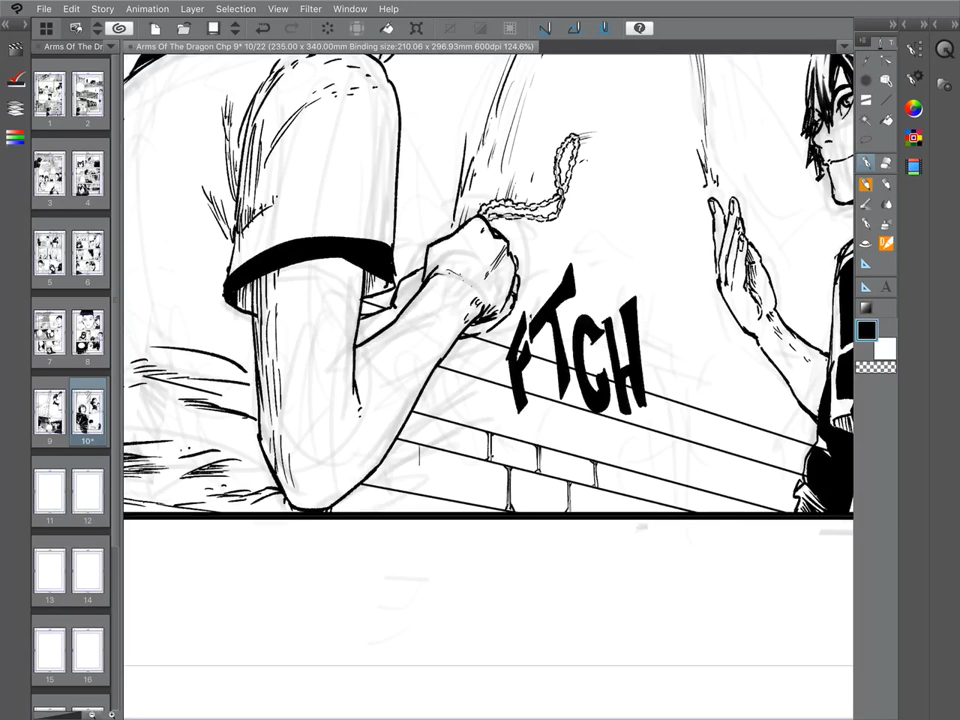 File Edit Story Animation Layer Selection View Filter Window Help
Arms Of The Dr
Arms Of The Dragon Chp 9* 10/22 (235.00 x 340.00mm Binding size:210.06 x 296.93mm 600dpi 124.6%)
1 2
3 4
5 6
7 8
9 10*
11 12
13 14
15 16
FTCH
T
A